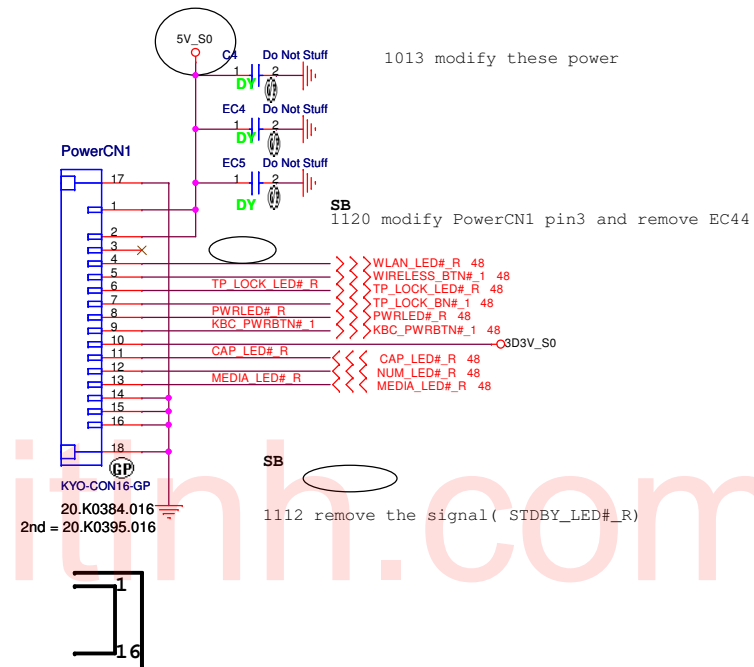 5V_S0
C4 Do Not Stuff
1 2
DY
1013 modify these power
EC4 Do Not Stuff
1 2
DY
EC5 Do Not Stuff
1 2
DY
PowerCN1
17
1
2
3
4
5
6
7
8
9
10
11
12
13
14
15
16
18
SB
1120 modify PowerCN1 pin3 and remove EC44
TP_LOCK_LED#_R
PWRLED#_R
KBC_PWRBTN#_1
CAP_LED#_R
MEDIA_LED#_R
WLAN_LED#_R 48
WIRELESS_BTN#_1 48
TP_LOCK_LED#_R 48
TP_LOCK_BN#_1 48
PWRLED#_R 48
KBC_PWRBTN#_1 48
3D3V_S0
CAP_LED#_R 48
NUM_LED#_R 48
MEDIA_LED#_R 48
GP
KYO-CON16-GP
20.K0384.016
2nd = 20.K0395.016
SB
1112 remove the signal( STDBY_LED#_R)
itinh.com
1
16